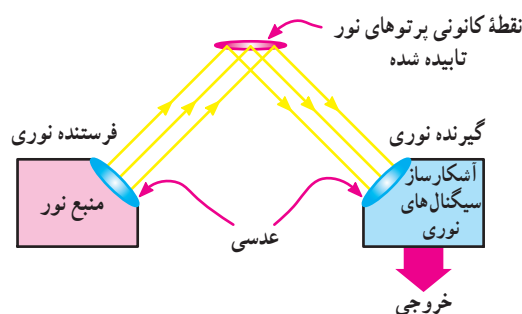 نقطهٔ کانونی پرتوهای نور
تابیده شده
فرستنده نوری
گیرنده نوری
منبع نور
آشکارساز
سیگنال‌های
نوری
عدسی
خروجی